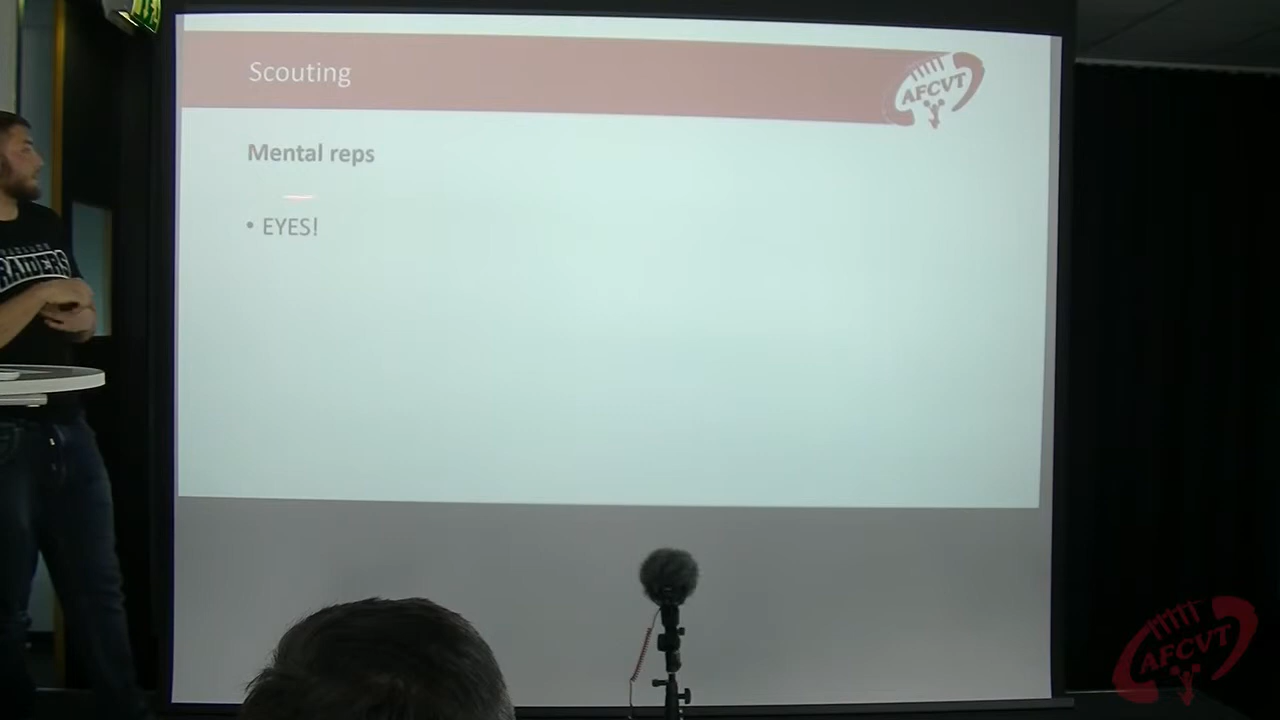 Scouting
AFCVT
Mental reps
• EYES!
RAIDERS
AFCVT